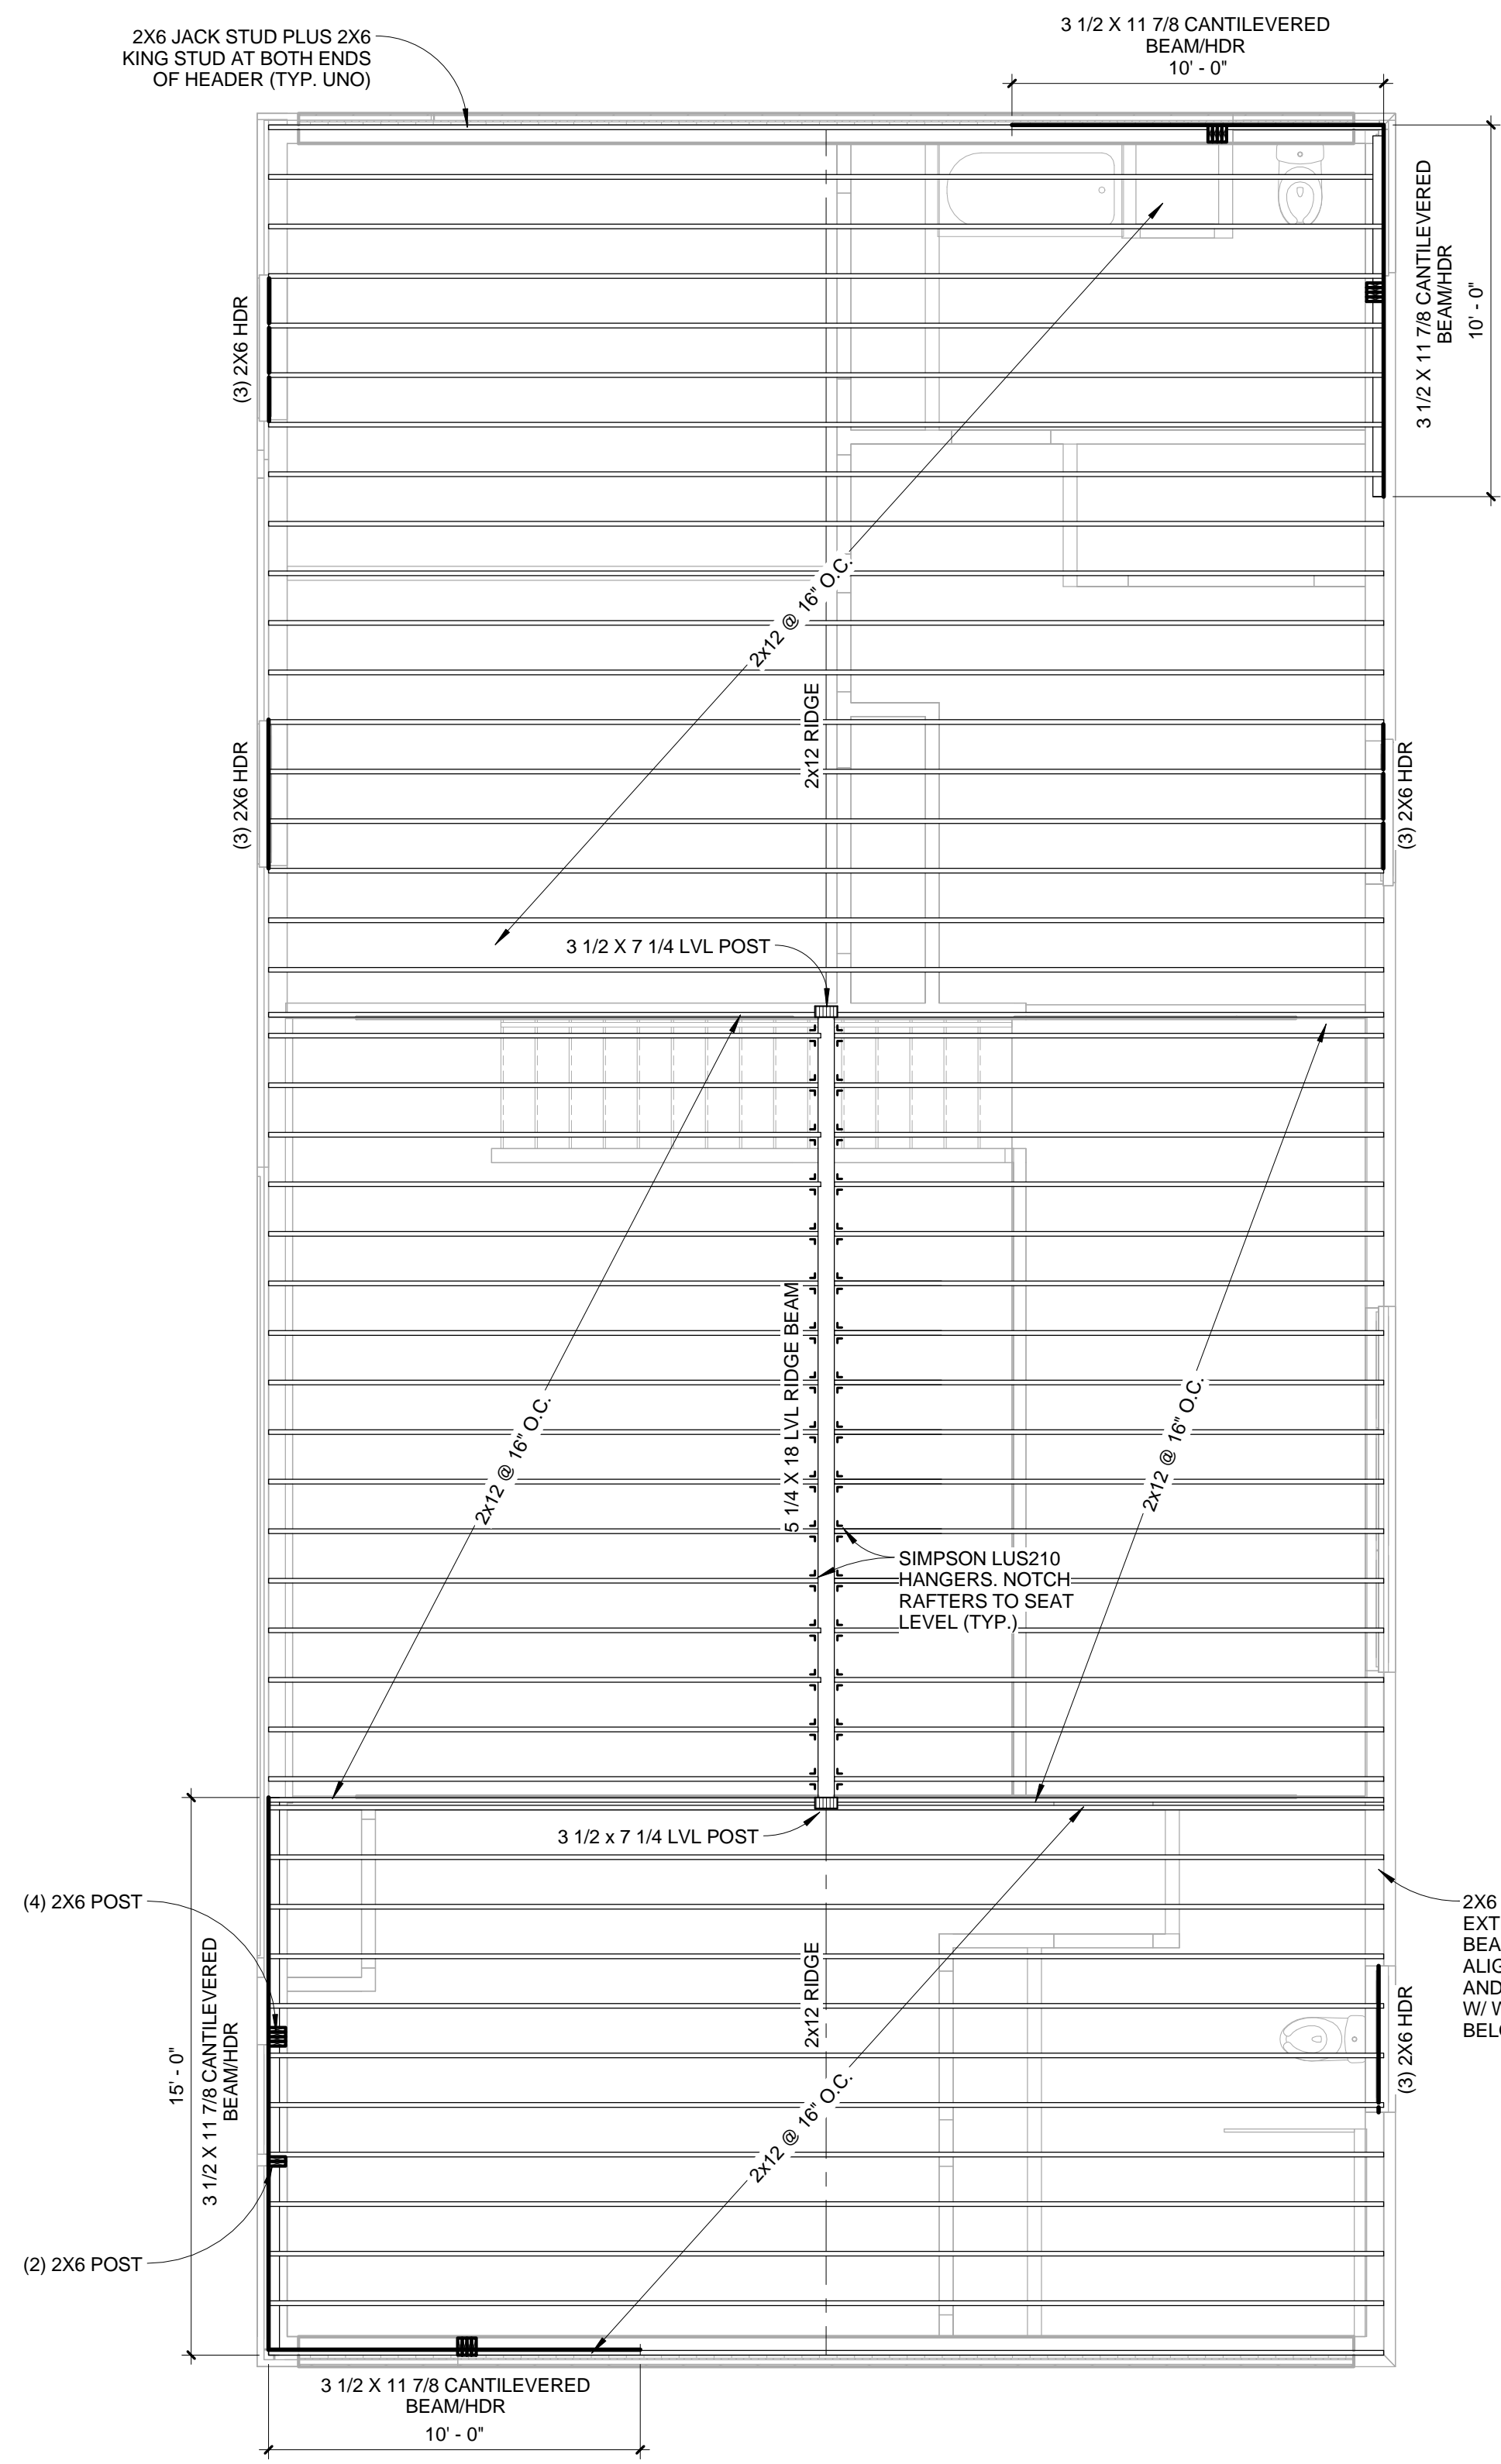 2X6 JACK STUD PLUS 2X6
KING STUD AT BOTH ENDS
OF HEADER (TYP. UNO)
3 1/2 X 11 7/8 CANTILEVERED
BEAM/HDR
10' - 0"
3 1/2 X 11 7/8 CANTILEVERED
BEAM/HDR
10' - 0"
(3) 2X6 HDR
2x12 @ 16" O.C.
2x12 RIDGE
(3) 2X6 HDR
(3) 2X6 HDR
3 1/2 X 7 1/4 LVL POST
5 1/4 X 18 LVL RIDGE BEAM
2x12 @ 16" O.C.
2x12 @ 16" O.C.
SIMPSON LUS210
HANGERS. NOTCH
RAFTERS TO SEAT
LEVEL (TYP.)
3 1/2 x 7 1/4 LVL POST
(4) 2X6 POST
15' - 0"
3 1/2 X 11 7/8 CANTILEVERED
BEAM/HDR
2x12 RIDGE
2x12 @ 16" O.C.
(3) 2X6 HDR
2X6
EXT
BEA
ALIG
AND
W/ W
BELO
(2) 2X6 POST
3 1/2 X 11 7/8 CANTILEVERED
BEAM/HDR
10' - 0"